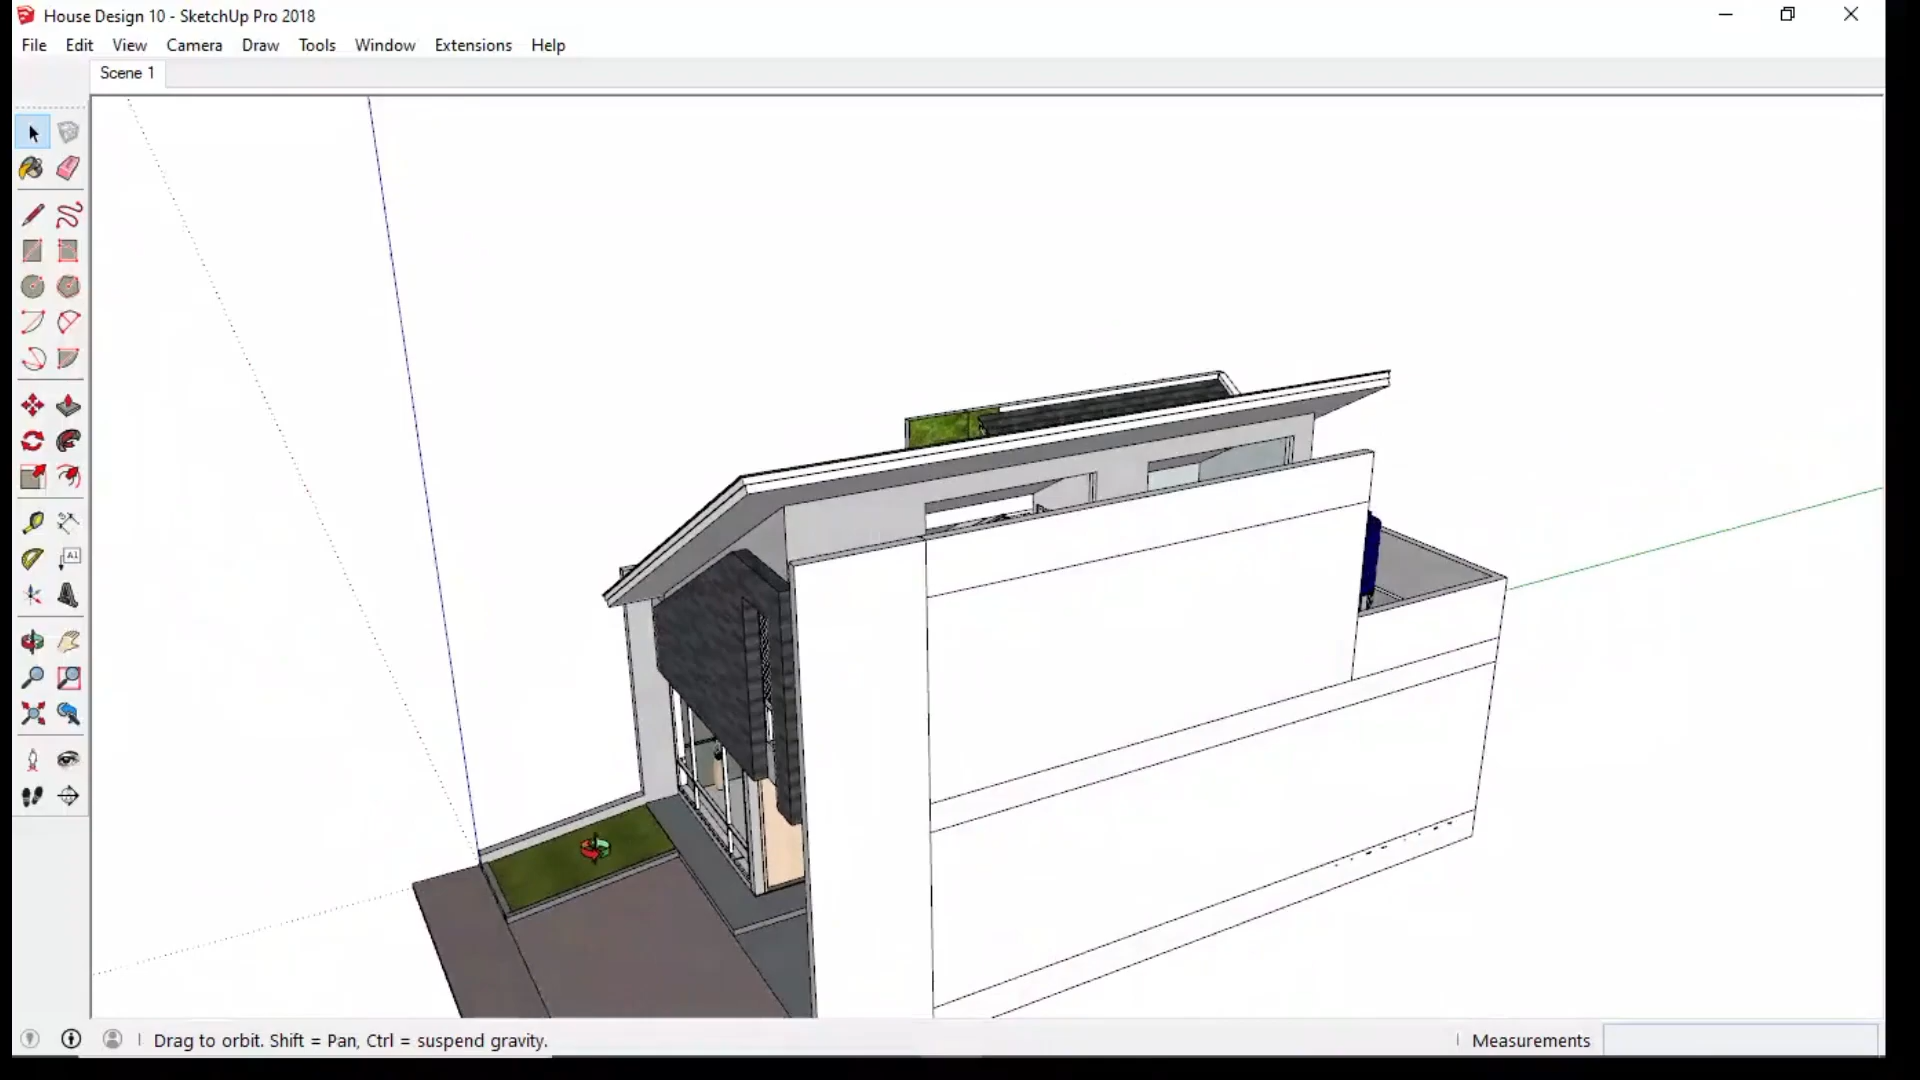 House Design 10 - SketchUp Pro 2018
File Edit View Camera Draw Tools Window Extensions Help
Scene 1
A1
Drag to orbit. Shift = Pan, Ctrl = suspend gravity.
Measurements